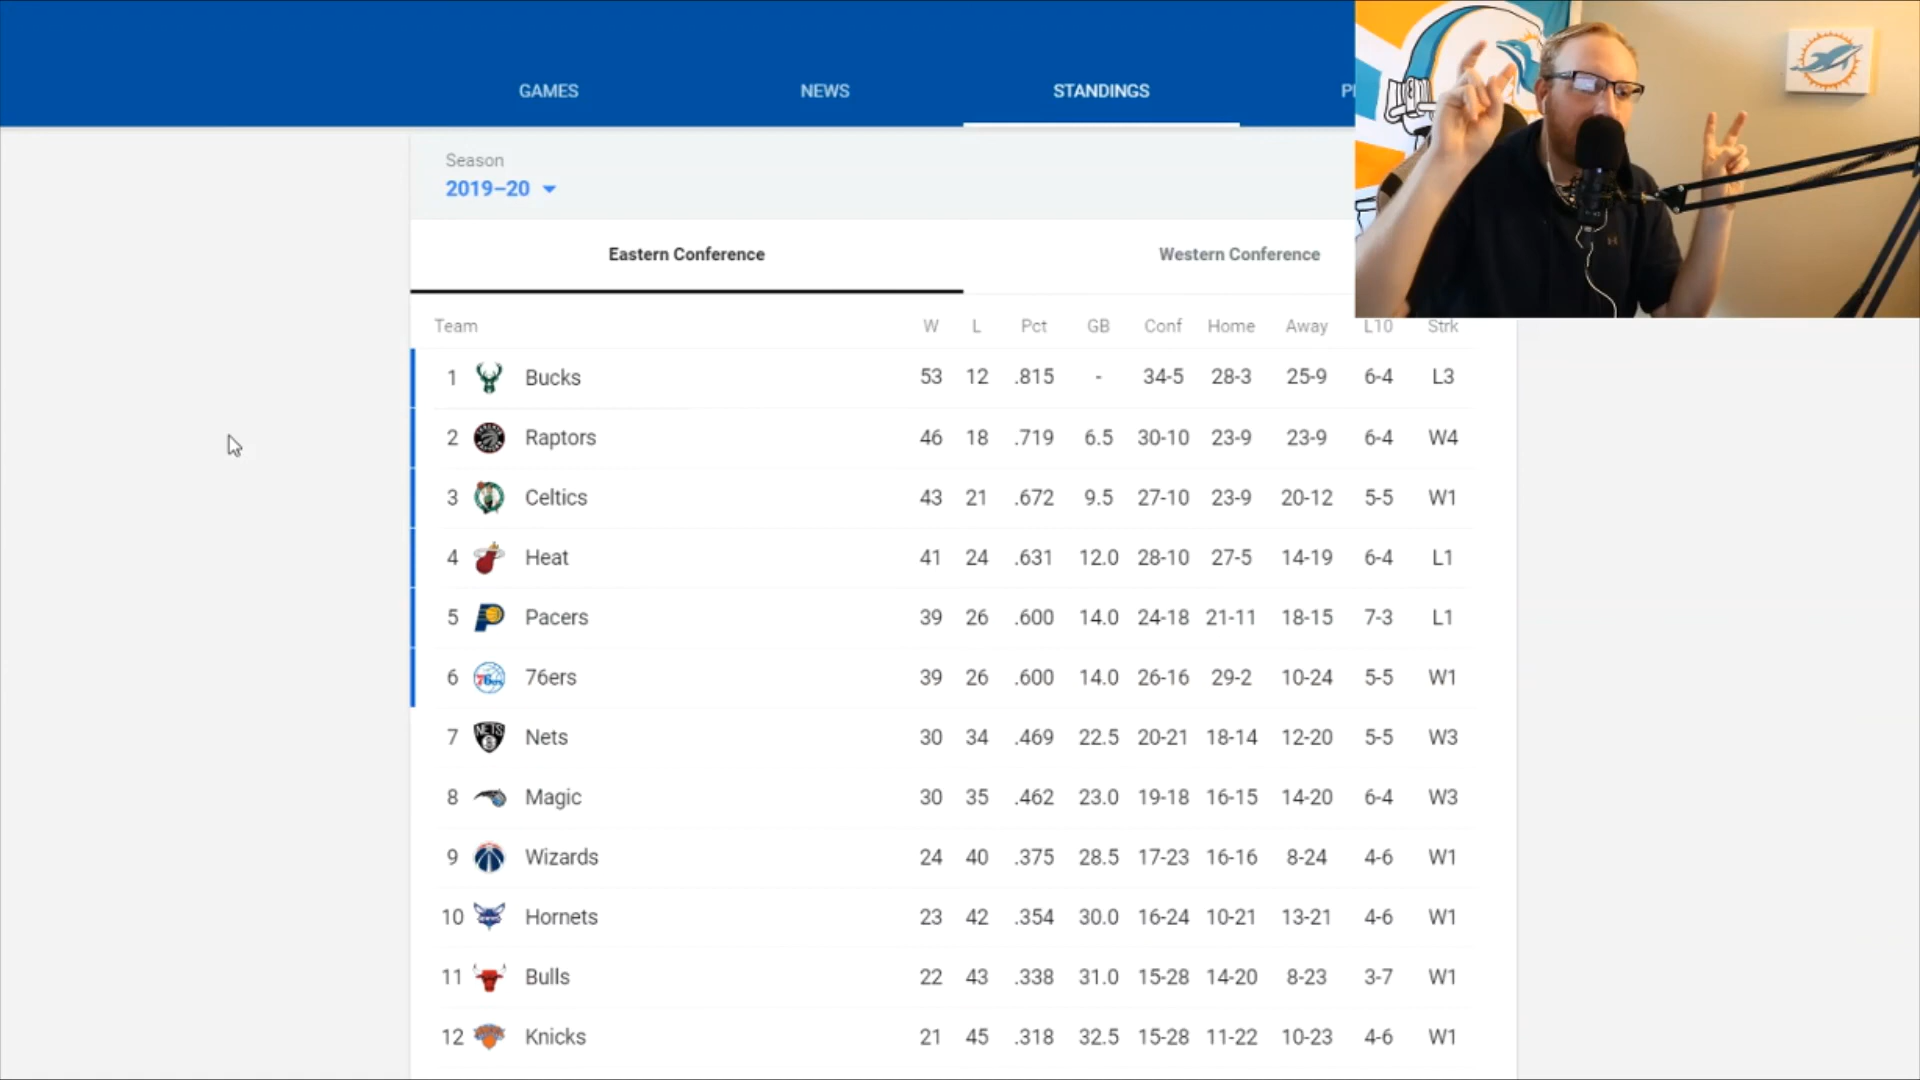 GAMES NEWS STANDINGS
Season
2019–20
Eastern Conference Western Conference
Team W L Pct GB Conf Home Away L10 Strk
1 Bucks 53 12 .815 - 34-5 28-3 25-9 6-4 L3
2 Raptors 46 18 .719 6.5 30-10 23-9 23-9 6-4 W4
3 Celtics 43 21 .672 9.5 27-10 23-9 20-12 5-5 W1
4 Heat 41 24 .631 12.0 28-10 27-5 14-19 6-4 L1
5 Pacers 39 26 .600 14.0 24-18 21-11 18-15 7-3 L1
6 76ers 39 26 .600 14.0 26-16 29-2 10-24 5-5 W1
7 Nets 30 34 .469 22.5 20-21 18-14 12-20 5-5 W3
8 Magic 30 35 .462 23.0 19-18 16-15 14-20 6-4 W3
9 Wizards 24 40 .375 28.5 17-23 16-16 8-24 4-6 W1
10 Hornets 23 42 .354 30.0 16-24 10-21 13-21 4-6 W1
11 Bulls 22 43 .338 31.0 15-28 14-20 8-23 3-7 W1
12 Knicks 21 45 .318 32.5 15-28 11-22 10-23 4-6 W1